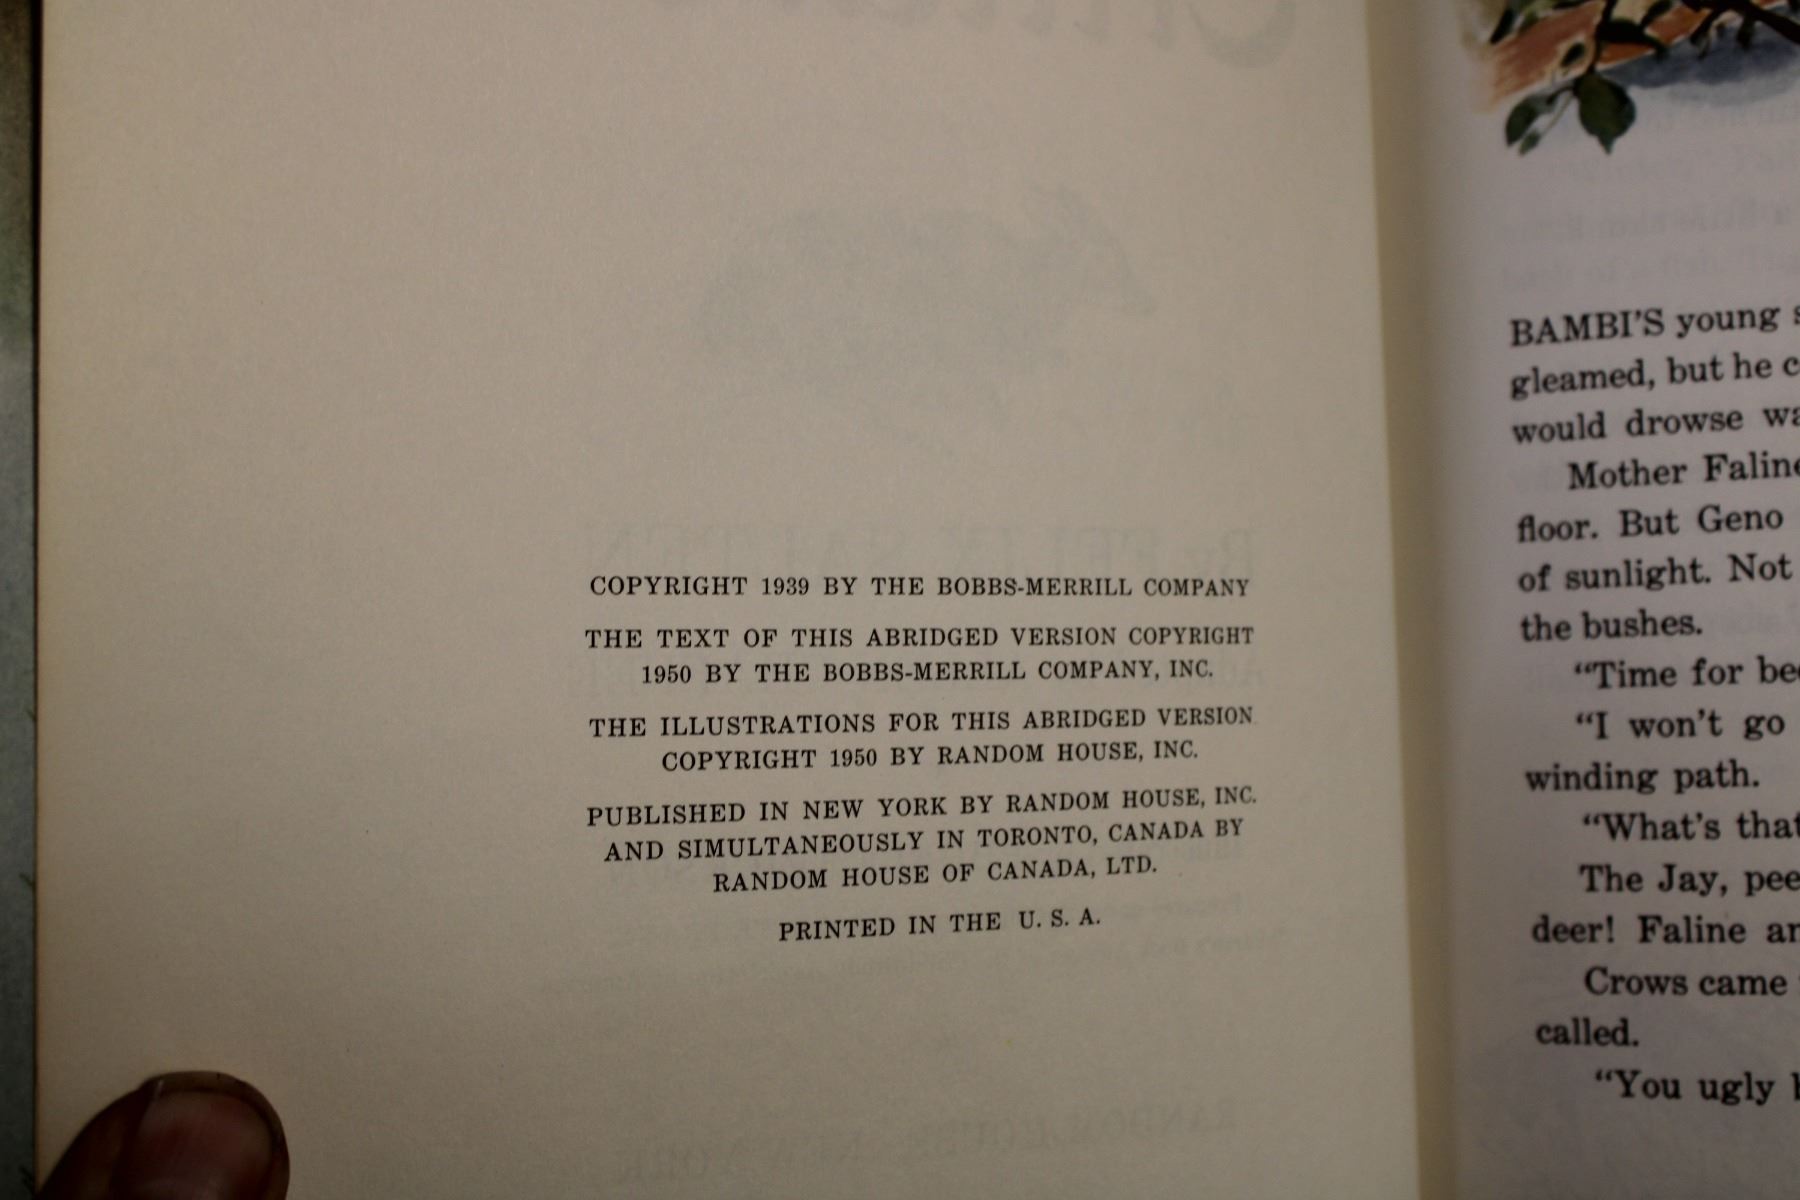 COPYRIGHT 1939 BY THE BOBBS-MERRILL COMPANY
THE TEXT OF THIS ABRIDGED VERSION COPYRIGHT
1950 BY THE BOBBS-MERRILL COMPANY, INC.
THE ILLUSTRATIONS FOR THIS ABRIDGED VERSION
COPYRIGHT 1950 BY RANDOM HOUSE, INC.
PUBLISHED IN NEW YORK BY RANDOM HOUSE, INC.
AND SIMULTANEOUSLY IN TORONTO, CANADA BY
RANDOM HOUSE OF CANADA, LTD.
PRINTED IN THE U. S. A.
BAMBI'S young
gleamed, but he
would drowse
Mother Faline
floor. But Geno
of sunlight. Not
the bushes.
"Time for
"I won't go
winding path.
"What's that
The Jay,
deer! Faline
Crows came
called.
"You ugly